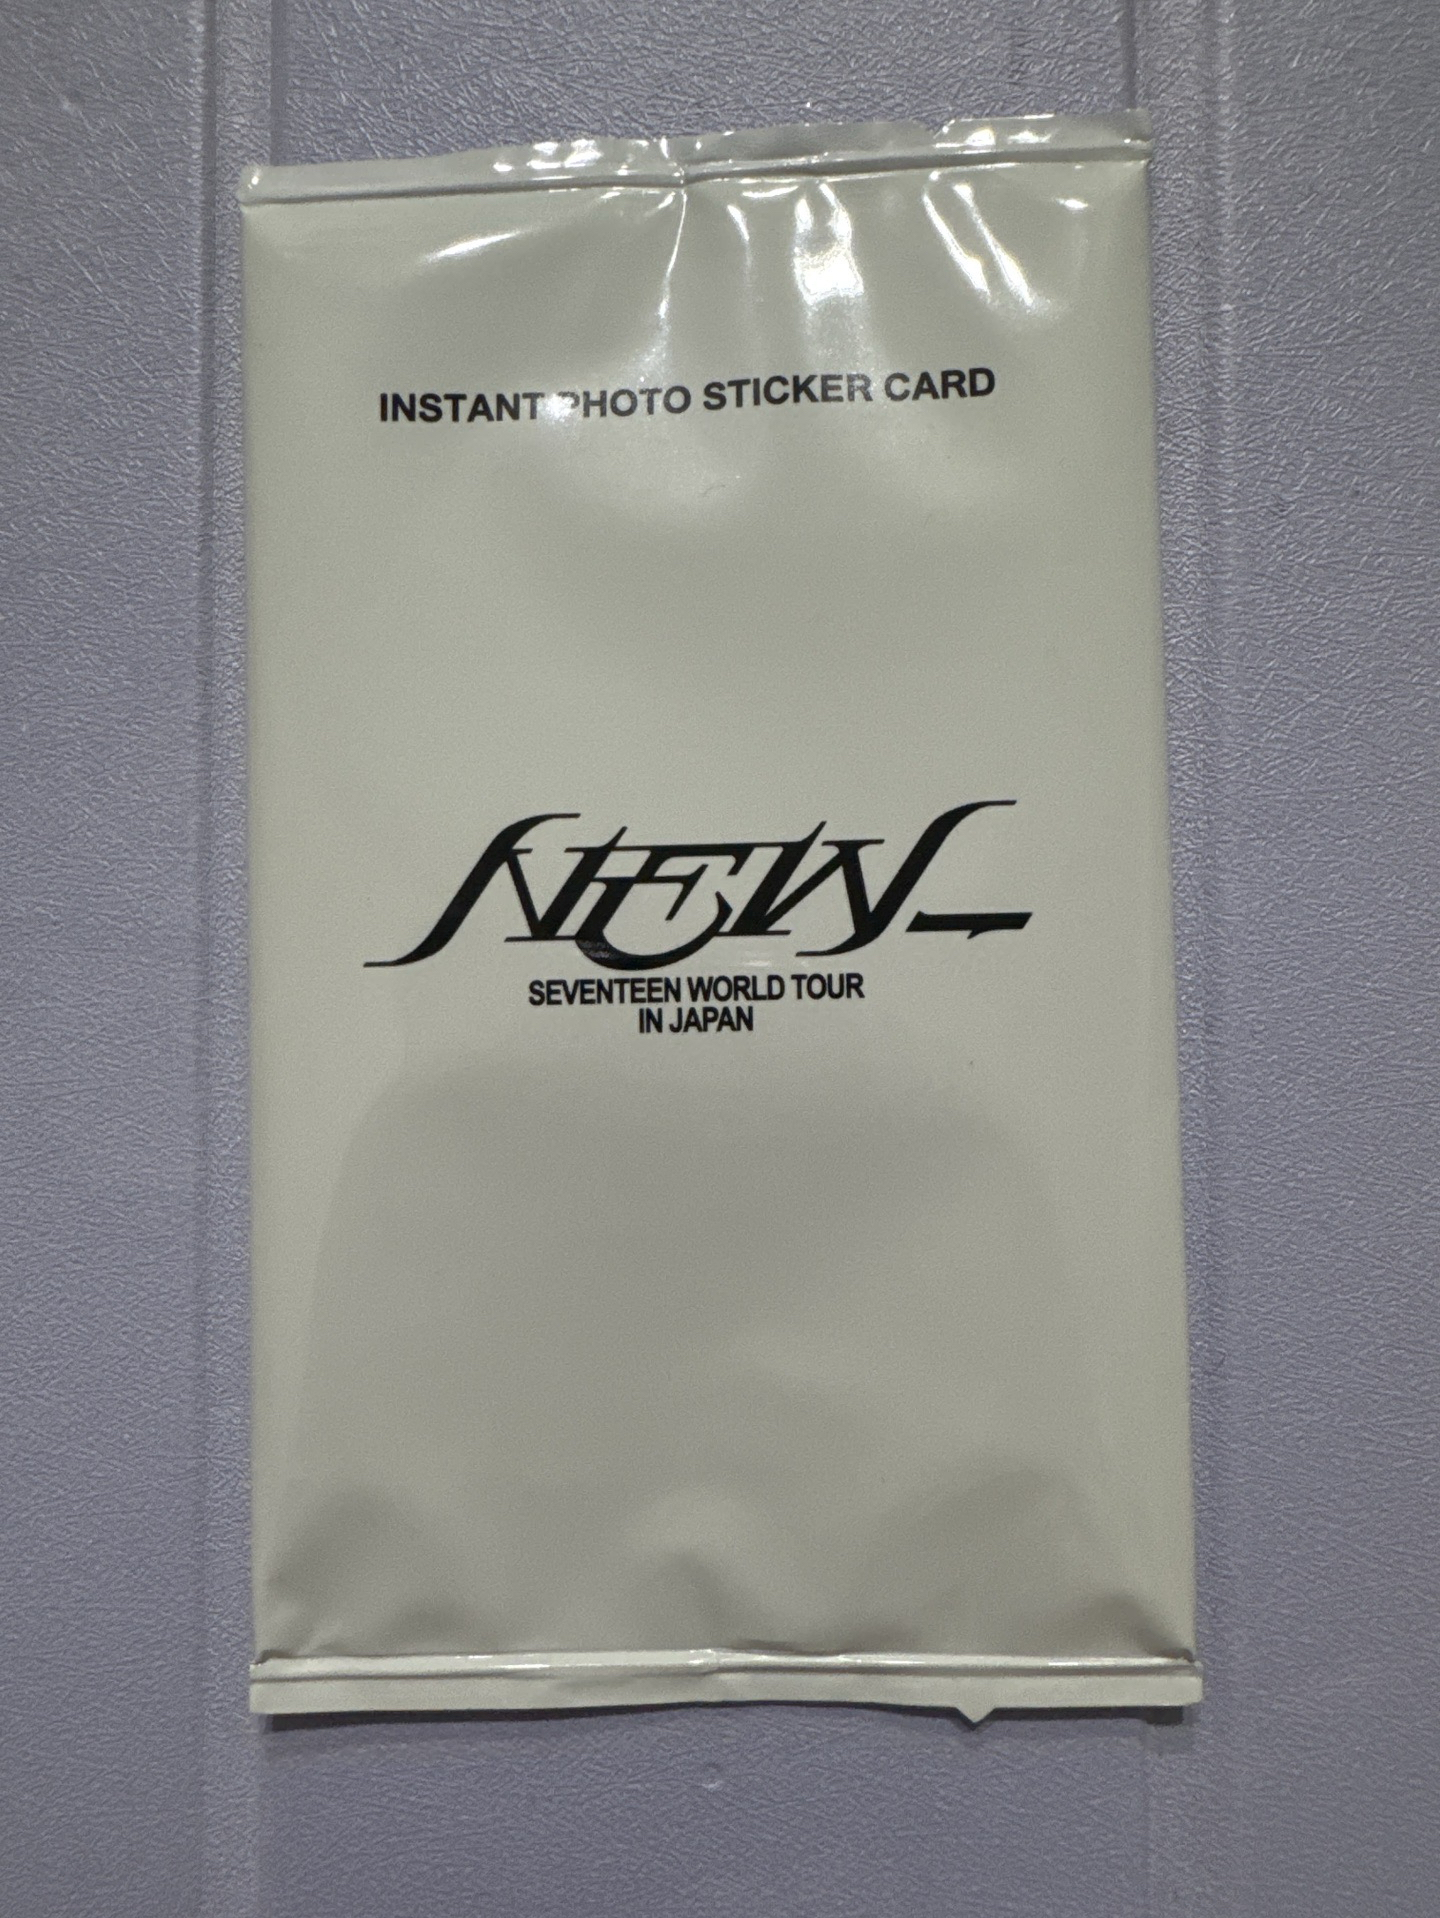 INSTANT PHOTO STICKER CARD
NEW_
SEVENTEEN WORLD TOUR
IN JAPAN